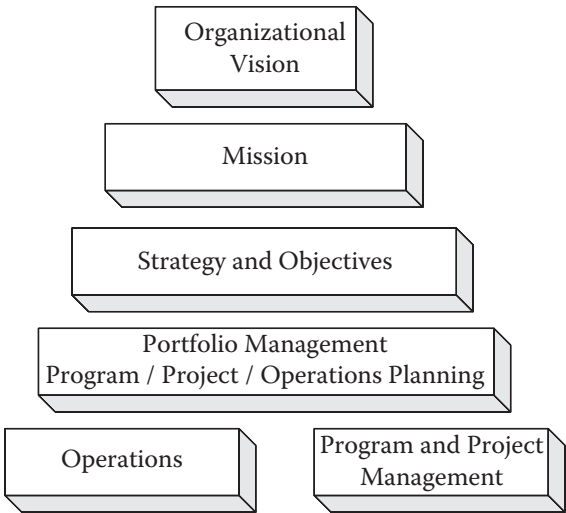 Organizational
Vision
Mission
Strategy and Objectives
Portfolio Management
Program / Project / Operations Planning
Operations
Program and Project
Management